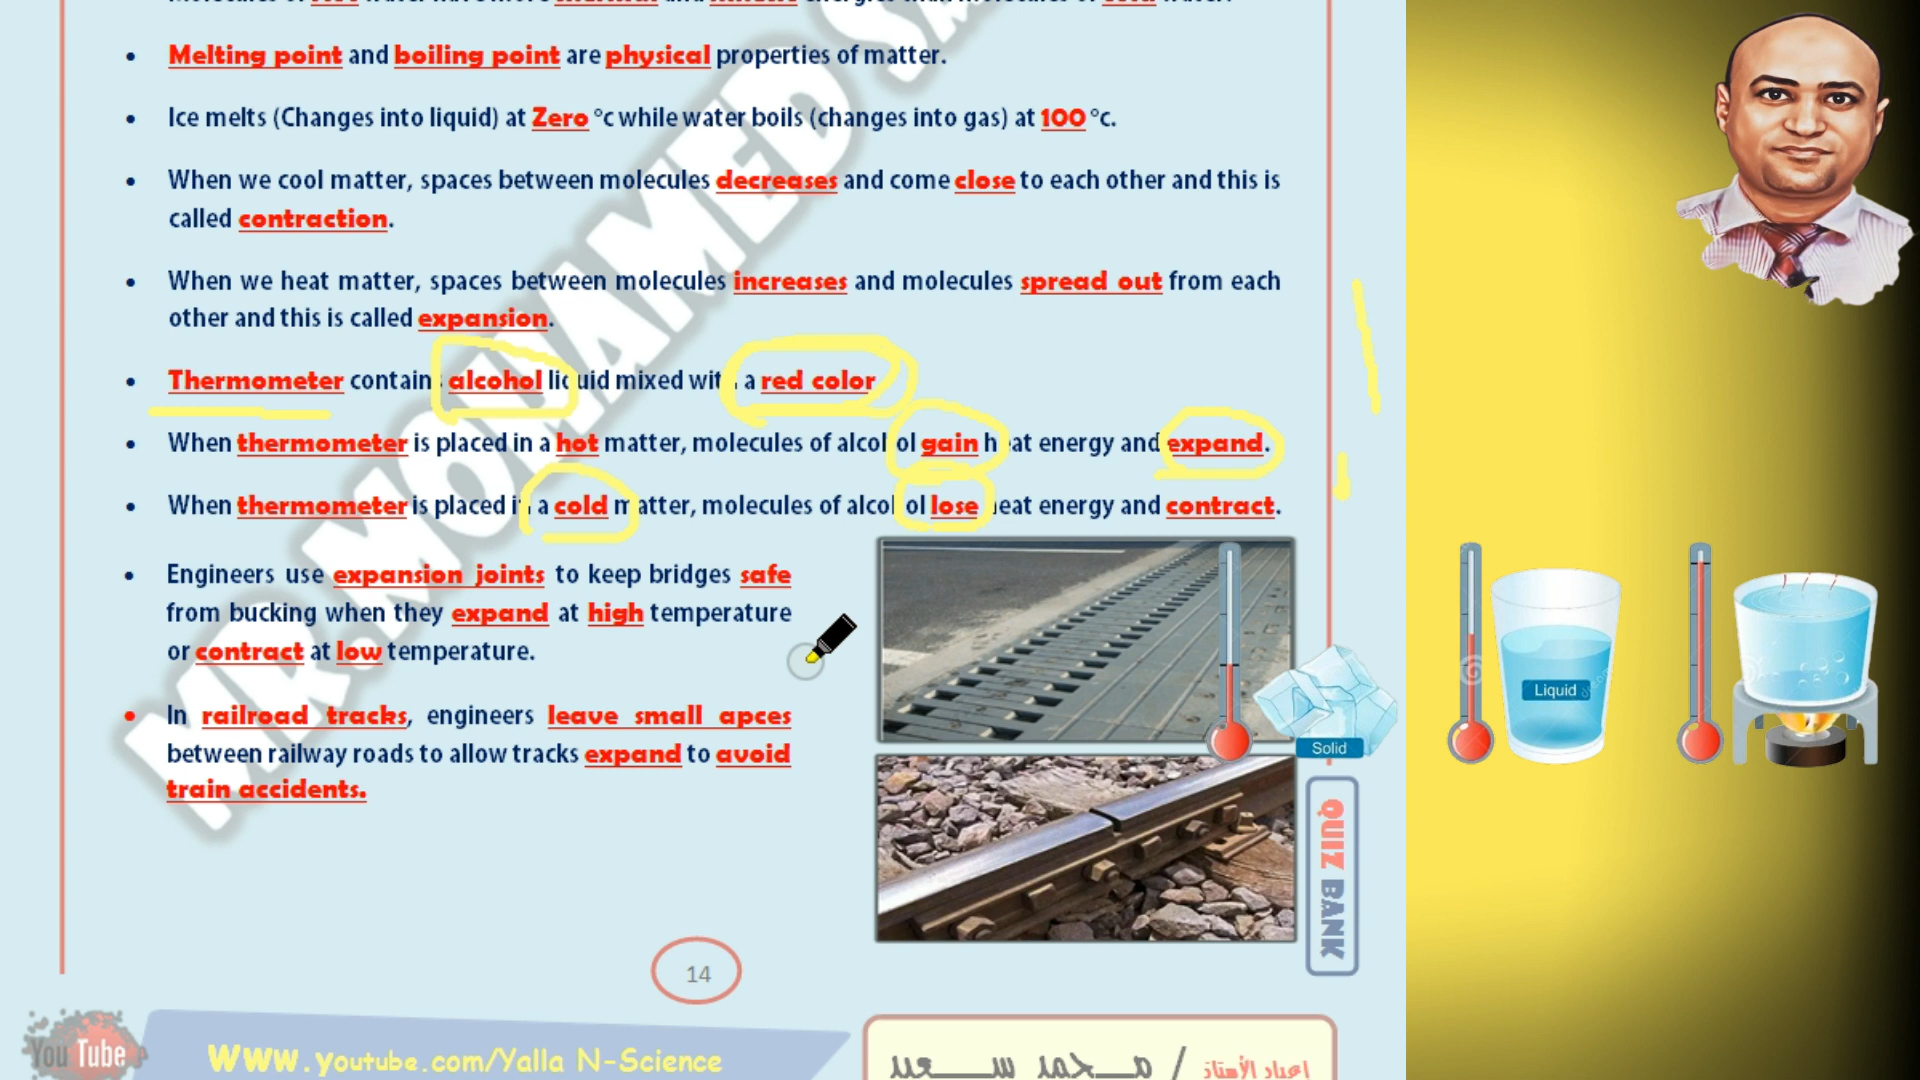 Melting point and boiling point are physical properties of matter.
Ice melts (Changes into liquid) at Zero °c while water boils (changes into gas) at 100 °c.
When we cool matter, spaces between molecules decreases and come close to each other and this is
called contraction.
When we heat matter, spaces between molecules increases and molecules spread out from each
other and this is called expansion.
Thermometer contain alcohol liquid mixed with a red color
When thermometer is placed in a hot matter, molecules of alcohol gain heat energy and expand.
When thermometer is placed in a cold matter, molecules of alcohol lose heat energy and contract.
Engineers use expansion joints to keep bridges safe
from bucking when they expand at high temperature
or contract at low temperature.
In railroad tracks, engineers leave small apces
between railway roads to allow tracks expand to avoid
train accidents.
Solid
Liquid
QUIZ BANK
14
You Tube
www.youtube.com/Yalla N-Science
اعداد الأستاذ / محمد سعيد
MR.MOHAMED